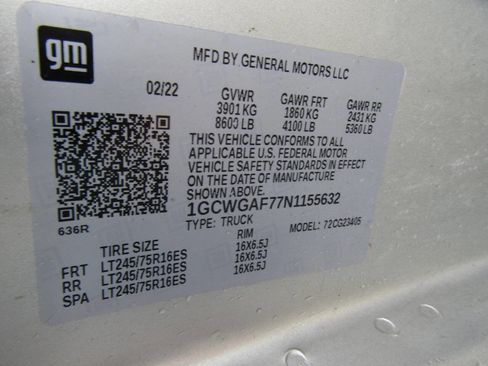 gm
MFD BY GENERAL MOTORS LLC
02/22 GVWR GAWR FRT GAWR RR
3901 KG 1860 KG 2431 KG
8600 LB 4100 LB 5360 LB
THIS VEHICLE CONFORMS TO ALL
APPLICABLE U.S. FEDERAL MOTOR
VEHICLE SAFETY STANDARDS IN EFFECT
ON THE DATE OF MANUFACTURE
SHOWN ABOVE.
1GCWGAF77N1155632
636R TYPE: TRUCK MODEL: 72CG23405
TIRE SIZE RIM
FRT LT245/75R16ES 16X6.5J
RR LT245/75R16ES 16X6.5J
SPA LT245/75R16ES 16X6.5J